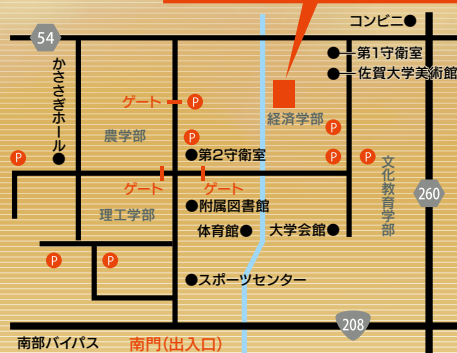 コンビニ
54
第1守衛室
佐賀大学美術館
かささぎホール
ゲート
P
経済学部
P
農学部
P
第2守衛室
P
P
P
文化教育学部
ゲート
ゲート
260
理工学部
附属図書館
体育館
大学会館
P
P
スポーツセンター
208
南部バイパス
南門(出入口)